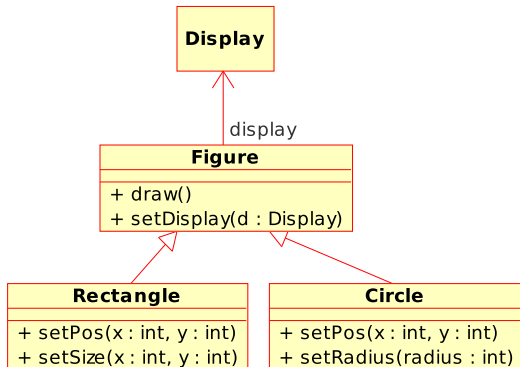 Display
display
Figure
+ draw()
+ setDisplay(d : Display)
Rectangle
+ setPos(x : int, y : int)
+ setSize(x : int, y : int)
Circle
+ setPos(x : int, y : int)
+ setRadius(radius : int)